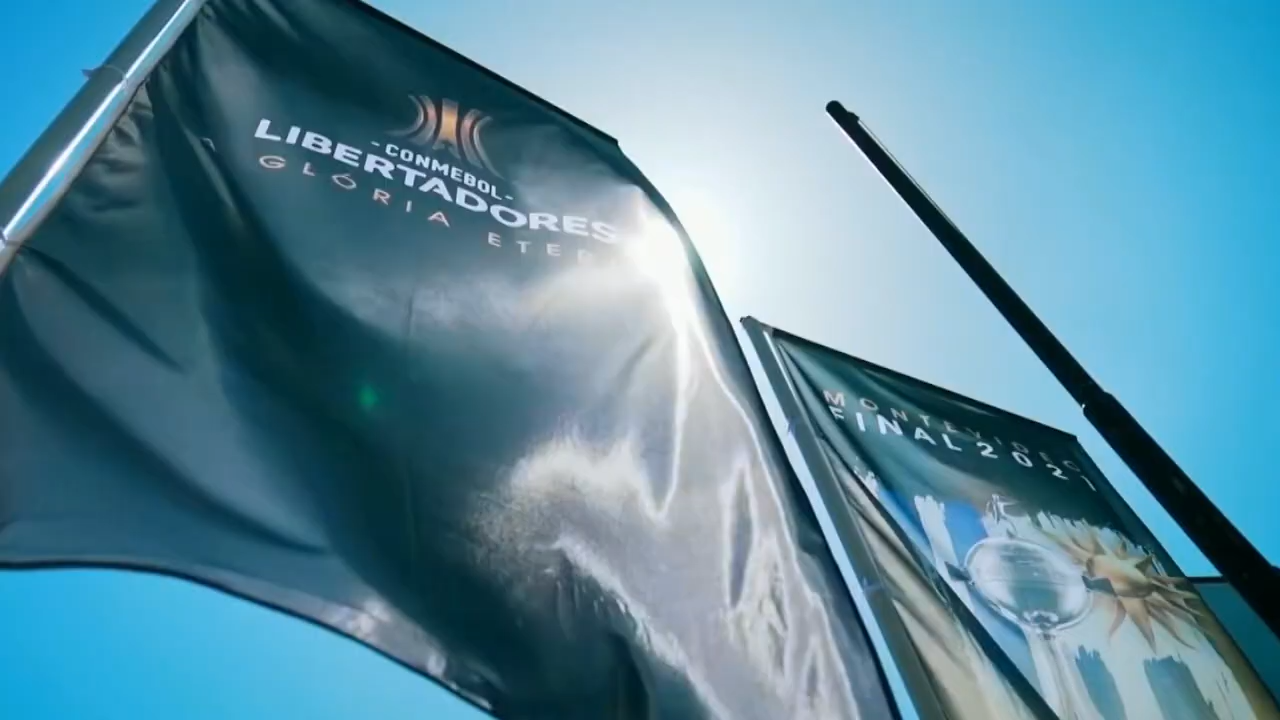 - CONMEBOL -
LIBERTADORES
GLÓRIA
MONTEVIDEO
FINAL 2021